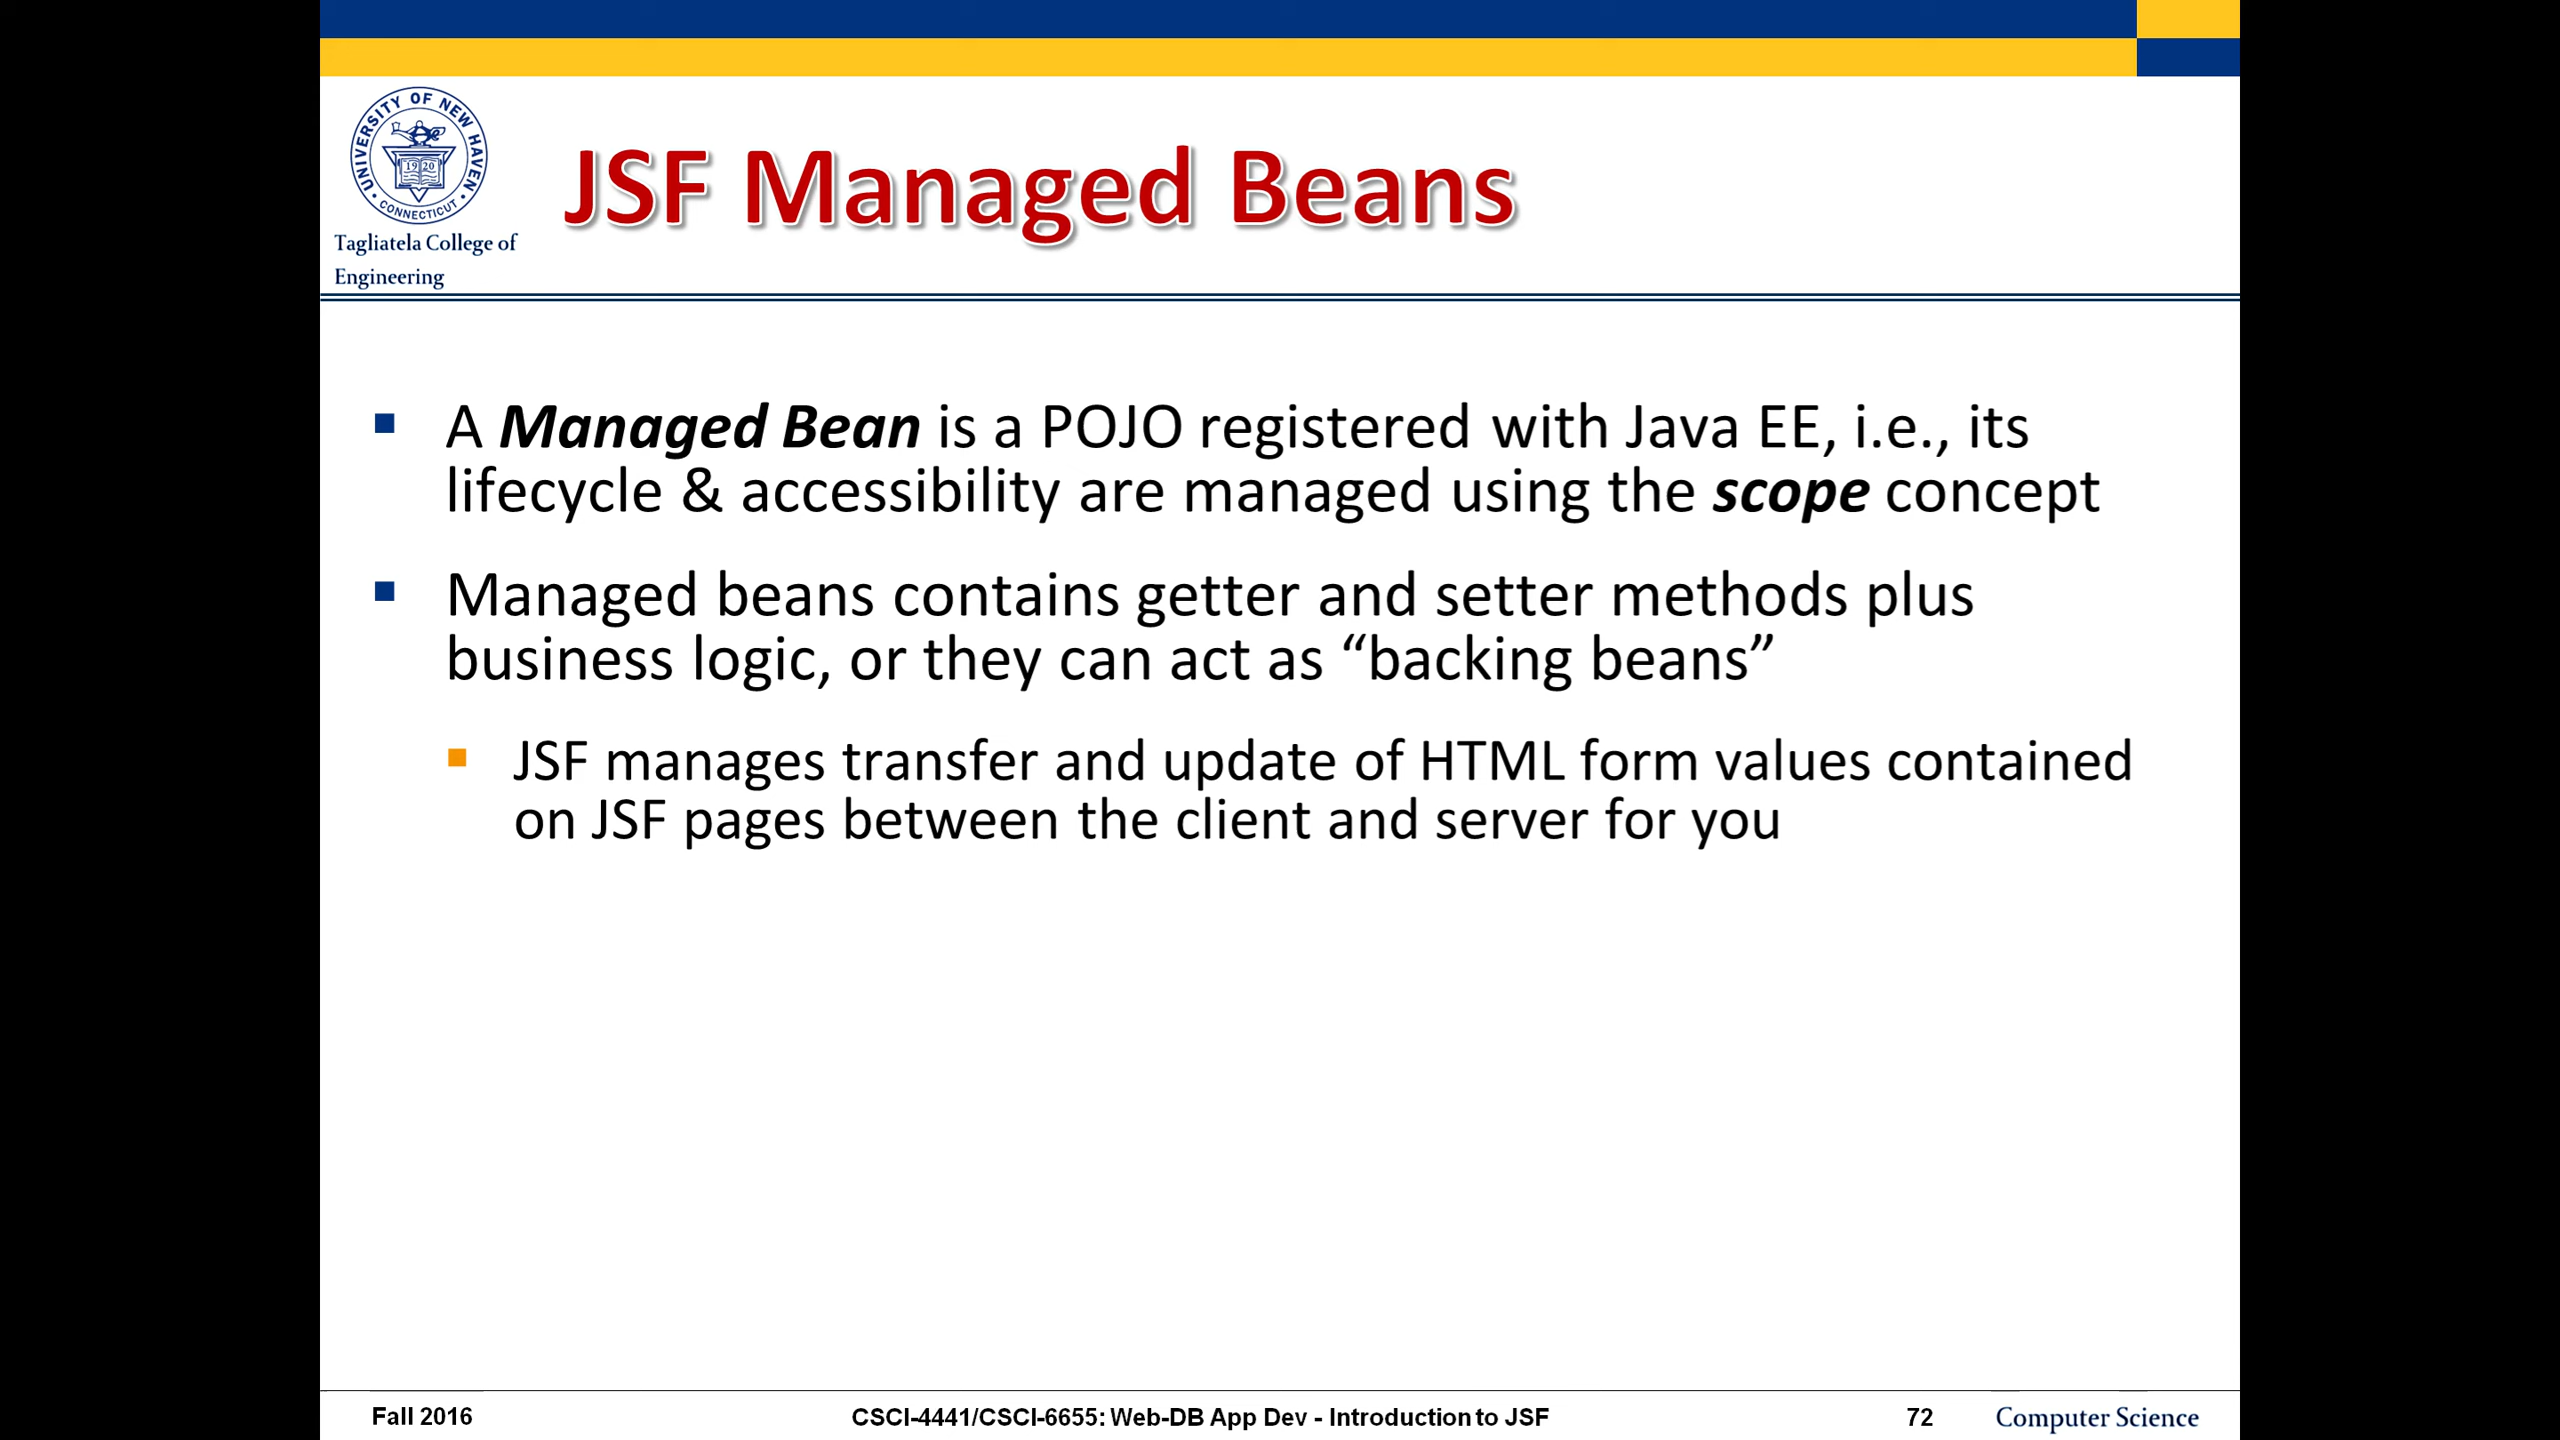 UNIVERSITY OF NEW HAVEN
1920
CONNECTICUT
Tagliatela College of
Engineering
JSF Managed Beans
A Managed Bean is a POJO registered with Java EE, i.e., its
lifecycle & accessibility are managed using the scope concept
Managed beans contains getter and setter methods plus
business logic, or they can act as “backing beans”
JSF manages transfer and update of HTML form values contained
on JSF pages between the client and server for you
Fall 2016
CSCI-4441/CSCI-6655: Web-DB App Dev - Introduction to JSF
72
Computer Science